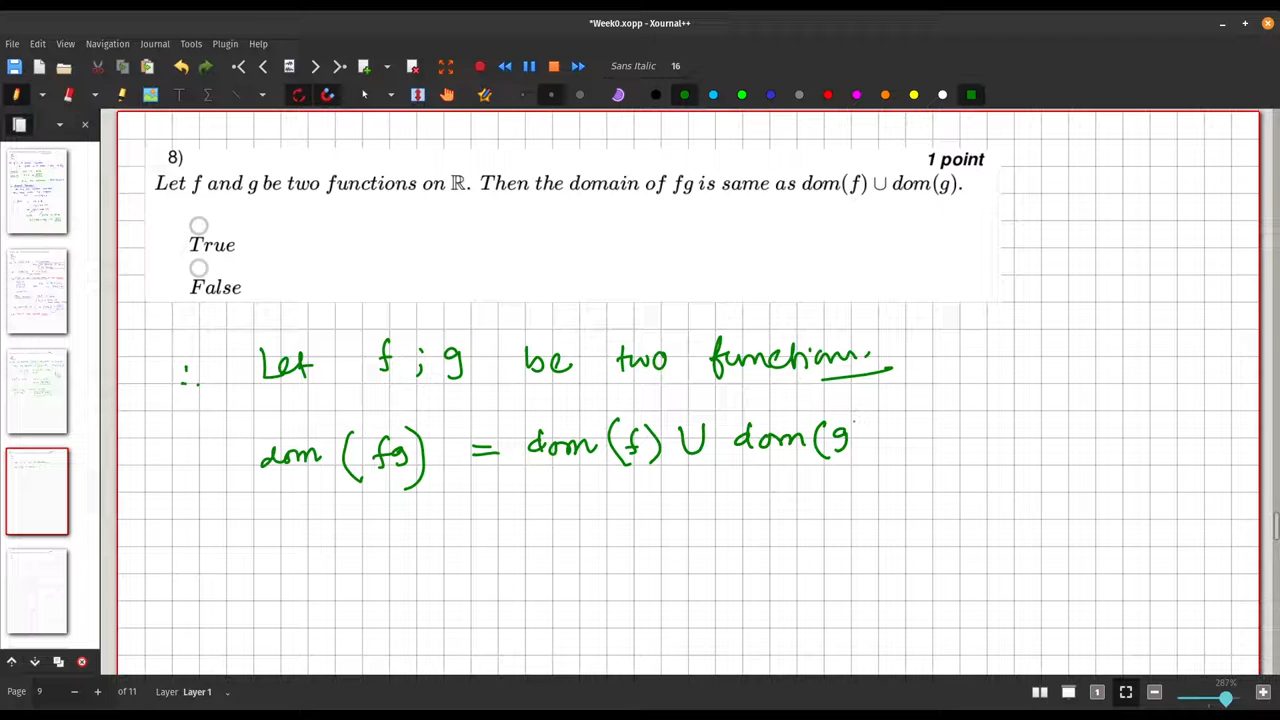 *Week0.xopp - Xournal++
File Edit View Navigation Journal Tools Plugin Help
Sans Italic 16
8) 1 point
Let f and g be two functions on ℝ. Then the domain of fg is same as dom(f) ∪ dom(g).
True
False
∴ Let f ; g be two functions.
dom (fg) = dom (f) ∪ dom (g
Page 9 of 11 Layer Layer 1 287%